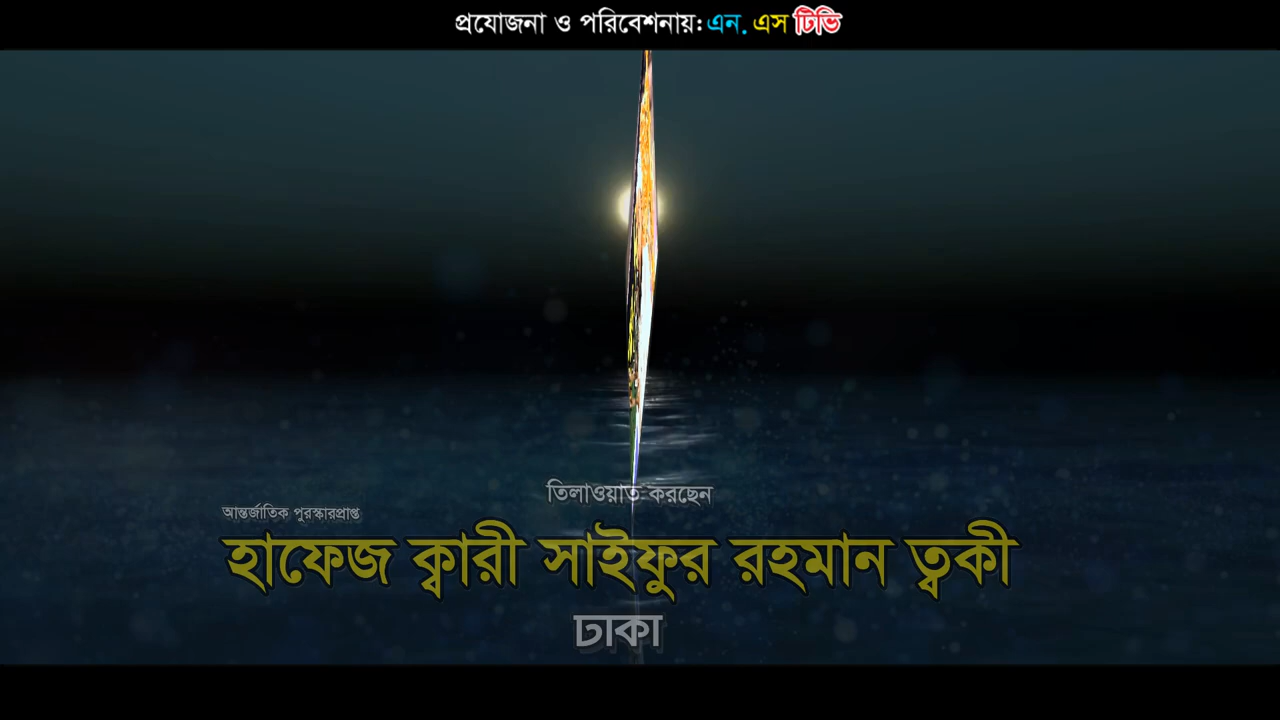 প্রযোজনা ও পরিবেশনায়: এন. এস টিভি
তিলাওয়াত করছেন
আন্তর্জাতিক পুরস্কারপ্রাপ্ত
হাফেজ ক্বারী সাইফুর রহমান ত্বকী
ঢাকা